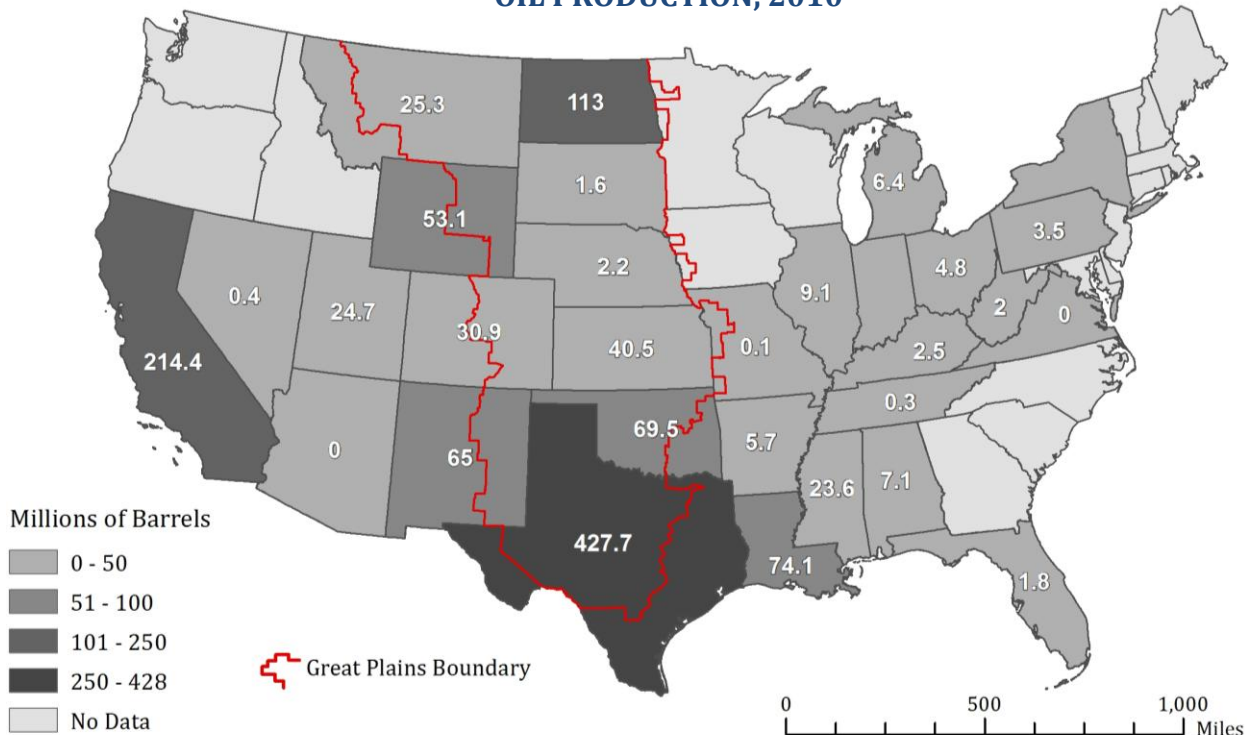 OIL PRODUCTION, 2010
25.3
113
1.6
6.4
53.1
3.5
2.2
4.8
0.4
24.7
9.1
2
0
30.9
40.5
0.1
214.4
2.5
0.3
69.5
0
65
5.7
23.6
7.1
427.7
74.1
1.8
Millions of Barrels
0 - 50
51 - 100
101 - 250
250 - 428
No Data
Great Plains Boundary
0 500 1,000
Miles